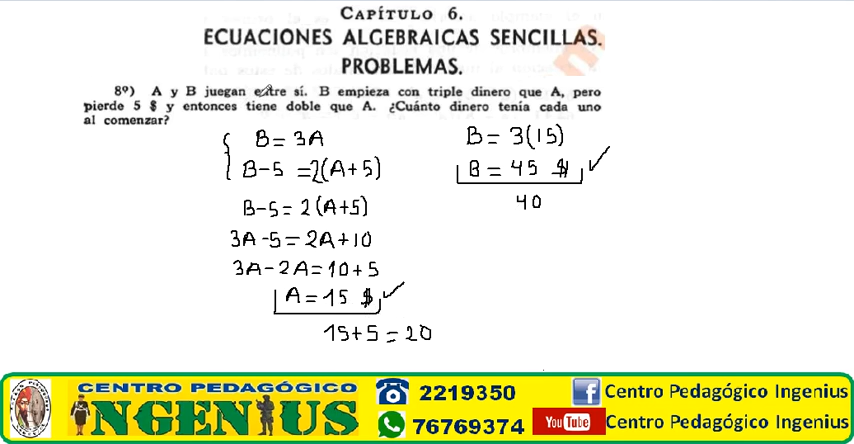 CAPÍTULO 6.
ECUACIONES ALGEBRAICAS SENCILLAS.
PROBLEMAS.
8º) A y B juegan entre sí. B empieza con triple dinero que A, pero
pierde 5 $ y entonces tiene doble que A. ¿Cuánto dinero tenía cada uno
al comenzar?
B = 3A
B-5 = 2(A+5)
B-5 = 2(A+5)
3A-5 = 2A+10
3A-2A = 10+5
A = 15 $ ✓
15+5 = 20
B = 3(15)
B = 45 $ ✓
40
CENTRO PEDAGÓGICO
INGENIUS
2219350
76769374
Centro Pedagógico Ingenius
YouTube Centro Pedagógico Ingenius